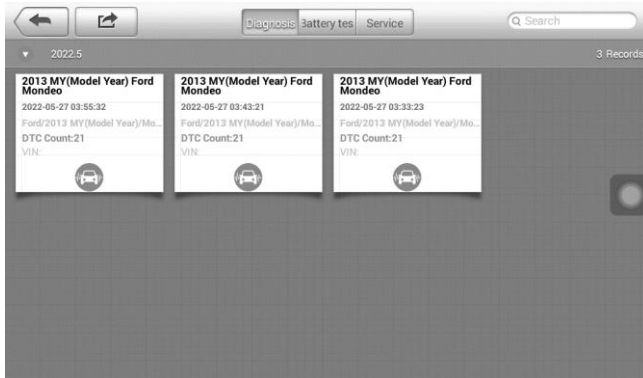 Diagnosis Battery tes Service
Search
2022.5 3 Records
2013 MY(Model Year) Ford
Mondeo
2022-05-27 03:55:32
Ford/2013 MY(Model Year)/Mo...
DTC Count:21
VIN:
2013 MY(Model Year) Ford
Mondeo
2022-05-27 03:43:21
Ford/2013 MY(Model Year)/Mo...
DTC Count:21
VIN:
2013 MY(Model Year) Ford
Mondeo
2022-05-27 03:33:23
Ford/2013 MY(Model Year)/Mo...
DTC Count:21
VIN: